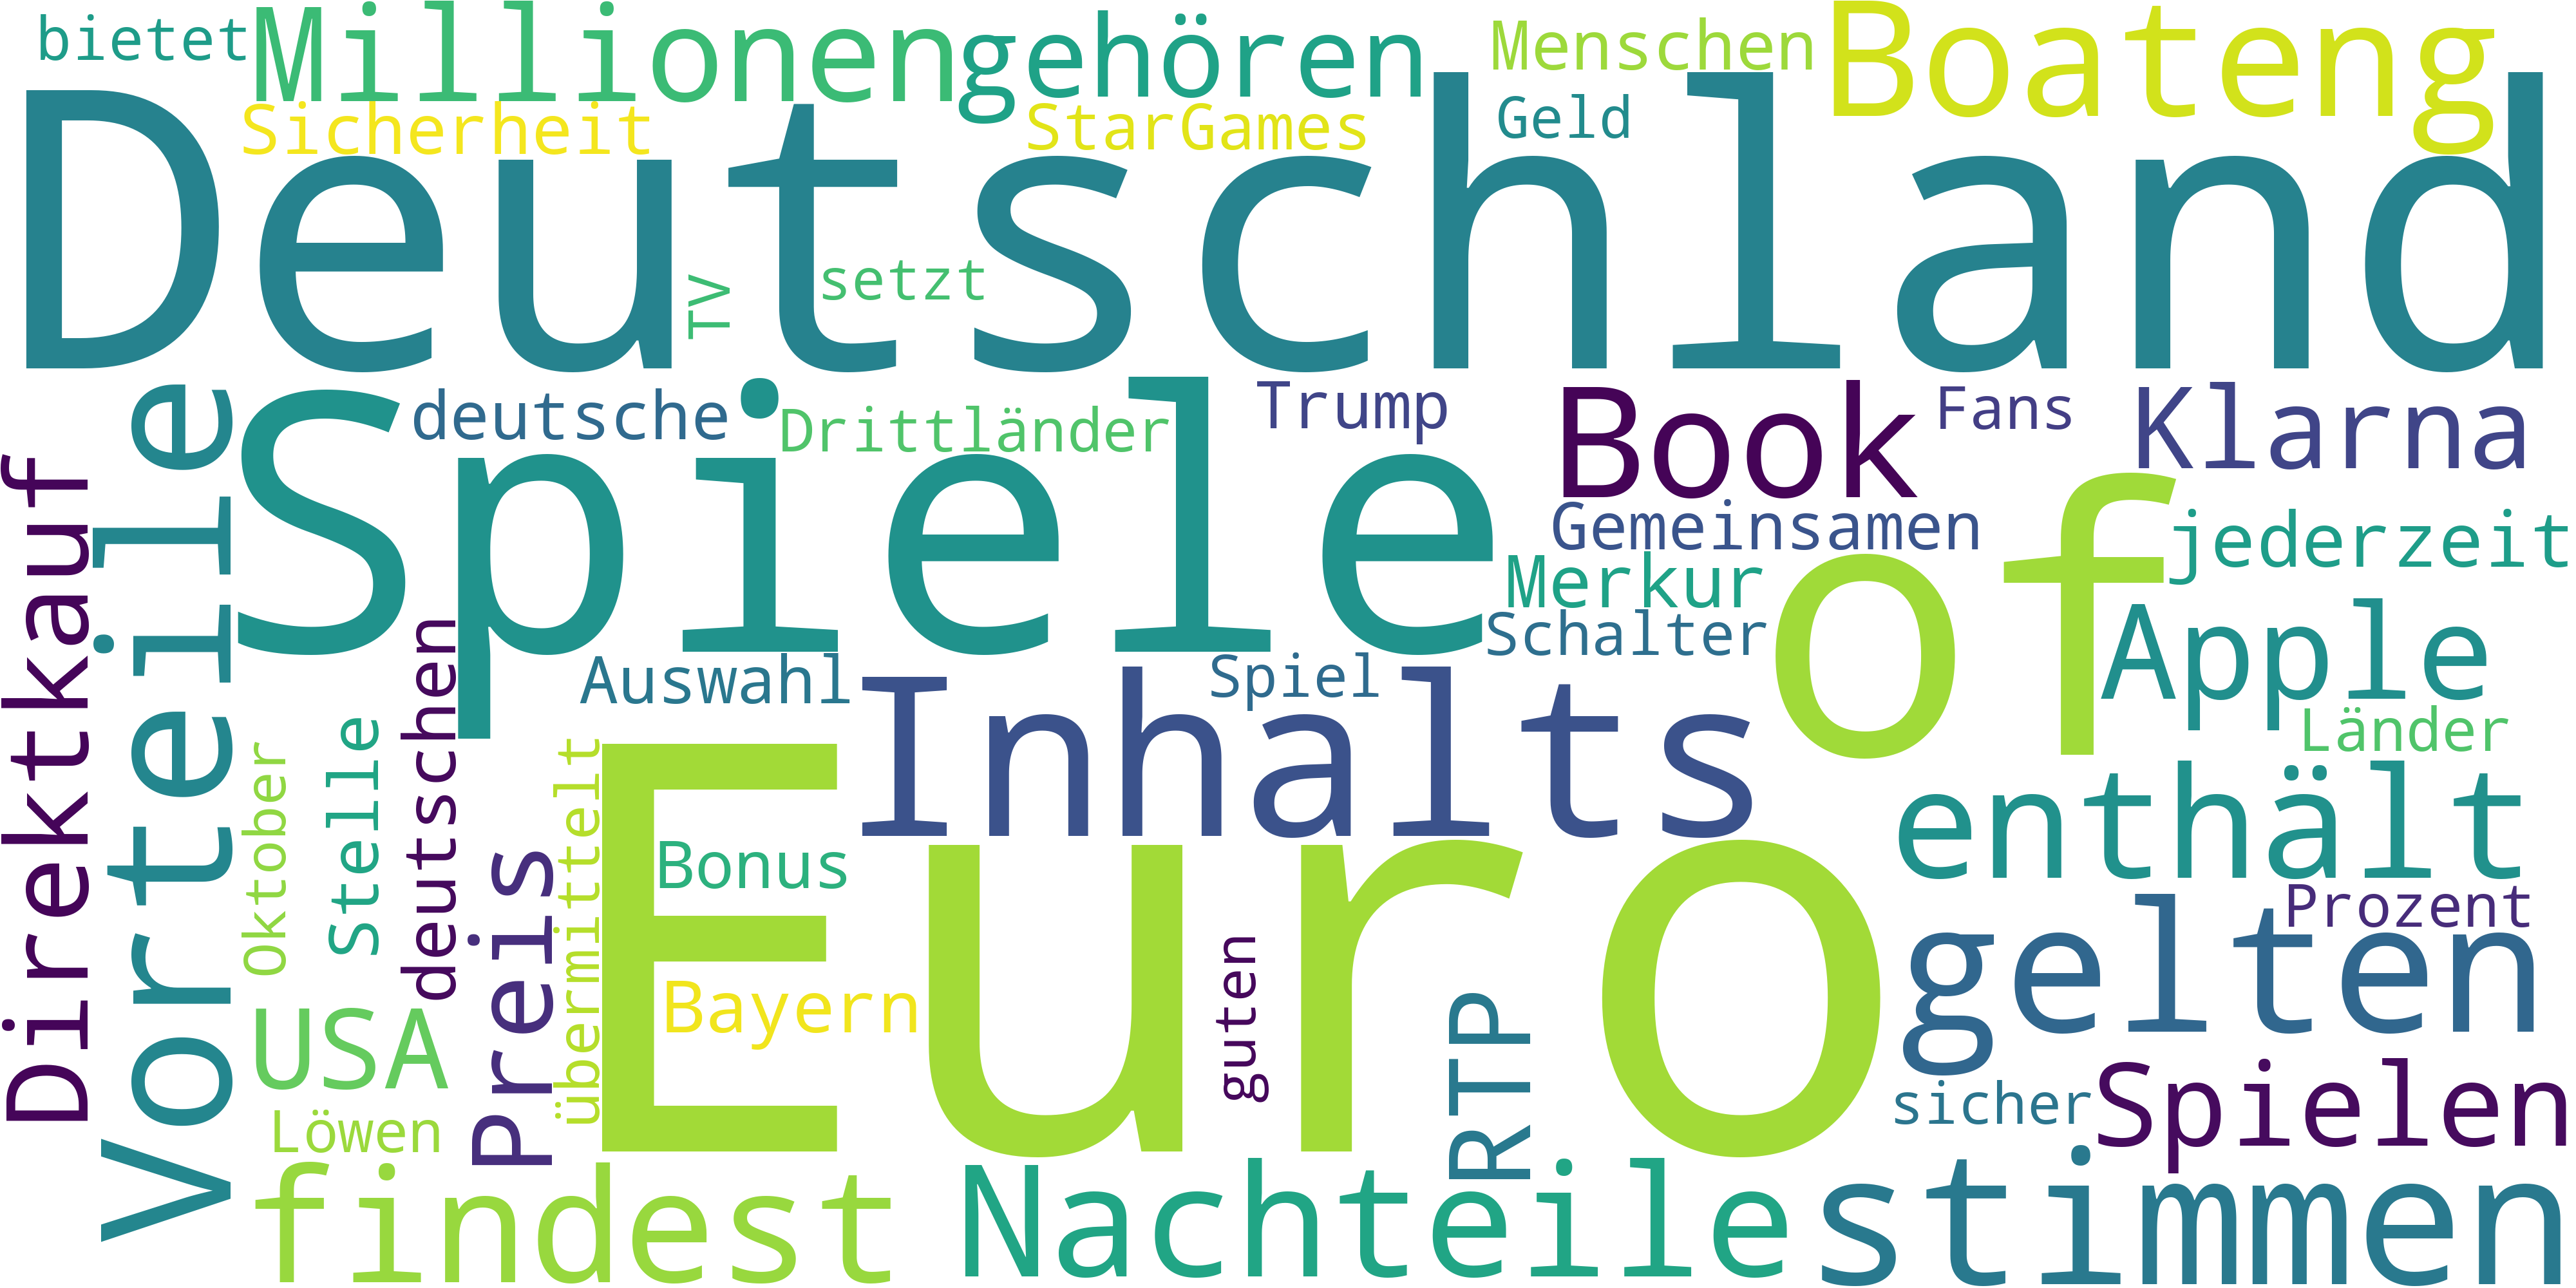 bietet
Millionen
gehören
Menschen
Boateng
Sicherheit
StarGames
Geld
Deutschland
TV
setzt
Vorteile
Spiele
deutsche
Drittländer
Trump
Book
Fans
Klarna
Direktkauf
of
Gemeinsamen
jederzeit
Merkur
Schalter
Apple
deutschen
Auswahl
Inhalts
Spiel
Länder
Oktober
Stelle
übermittelt
Euro
enthält
Bonus
Preis
Prozent
gelten
guten
Bayern
RTP
USA
sicher
Spielen
Löwen
findest
Nachteile
stimmen